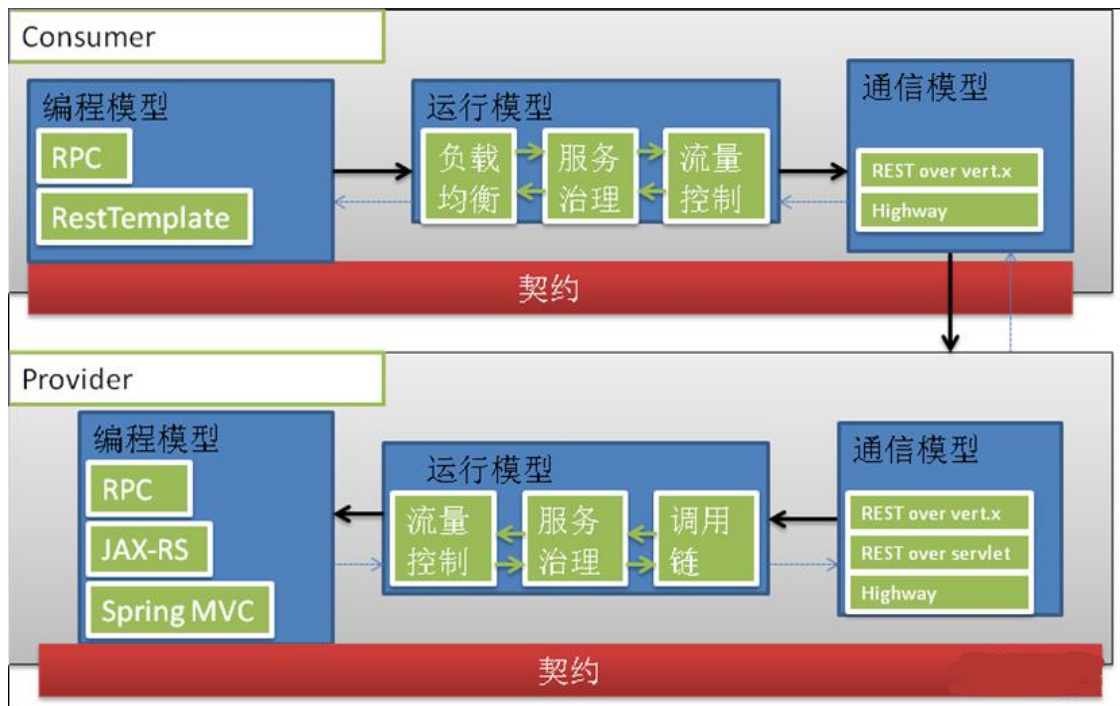 Consumer
编程模型
RPC
RestTemplate
运行模型
负载
均衡
服务
治理
流量
控制
通信模型
REST over vert.x
Highway
契约
Provider
编程模型
RPC
JAX-RS
Spring MVC
运行模型
流量
控制
服务
治理
调用
链
通信模型
REST over vert.x
REST over servlet
Highway
契约